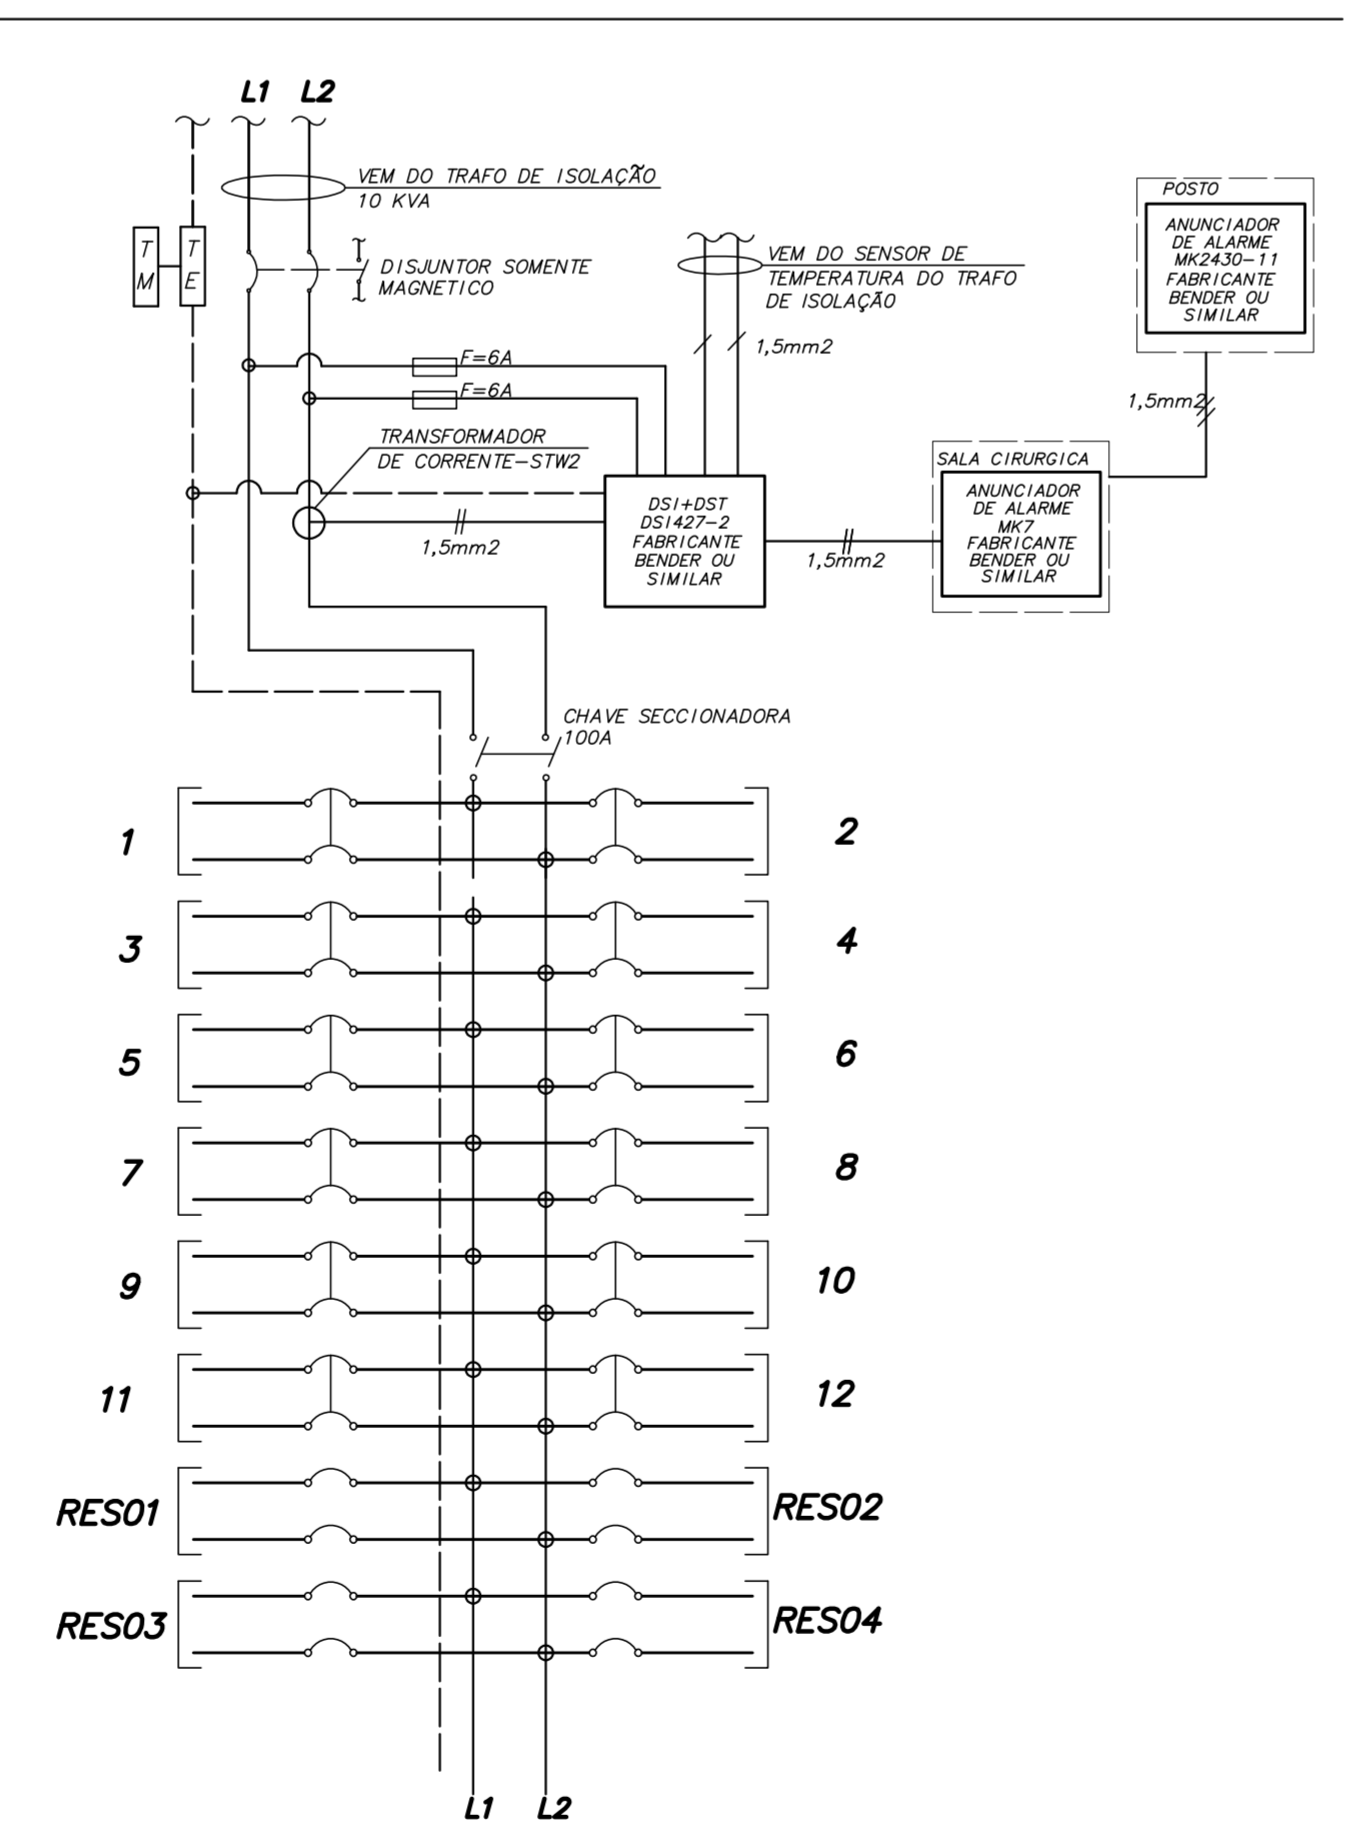 L1 L2
VEM DO TRAFO DE ISOLAÇÃO
10 KVA
T
M
T
E
DISJUNTOR SOMENTE
MAGNETICO
VEM DO SENSOR DE
TEMPERATURA DO TRAFO
DE ISOLAÇÃO
1,5mm2
POSTO
ANUNCIADOR
DE ALARME
MK2430-11
FABRICANTE
BENDER OU
SIMILAR
F=6A
F=6A
1,5mm2
TRANSFORMADOR
DE CORRENTE-STW2
1,5mm2
DSI+DST
DSI427-2
FABRICANTE
BENDER OU
SIMILAR
1,5mm2
SALA CIRURGICA
ANUNCIADOR
DE ALARME
MK7
FABRICANTE
BENDER OU
SIMILAR
CHAVE SECCIONADORA
100A
1 2
3 4
5 6
7 8
9 10
11 12
RES01 RES02
RES03 RES04
L1 L2